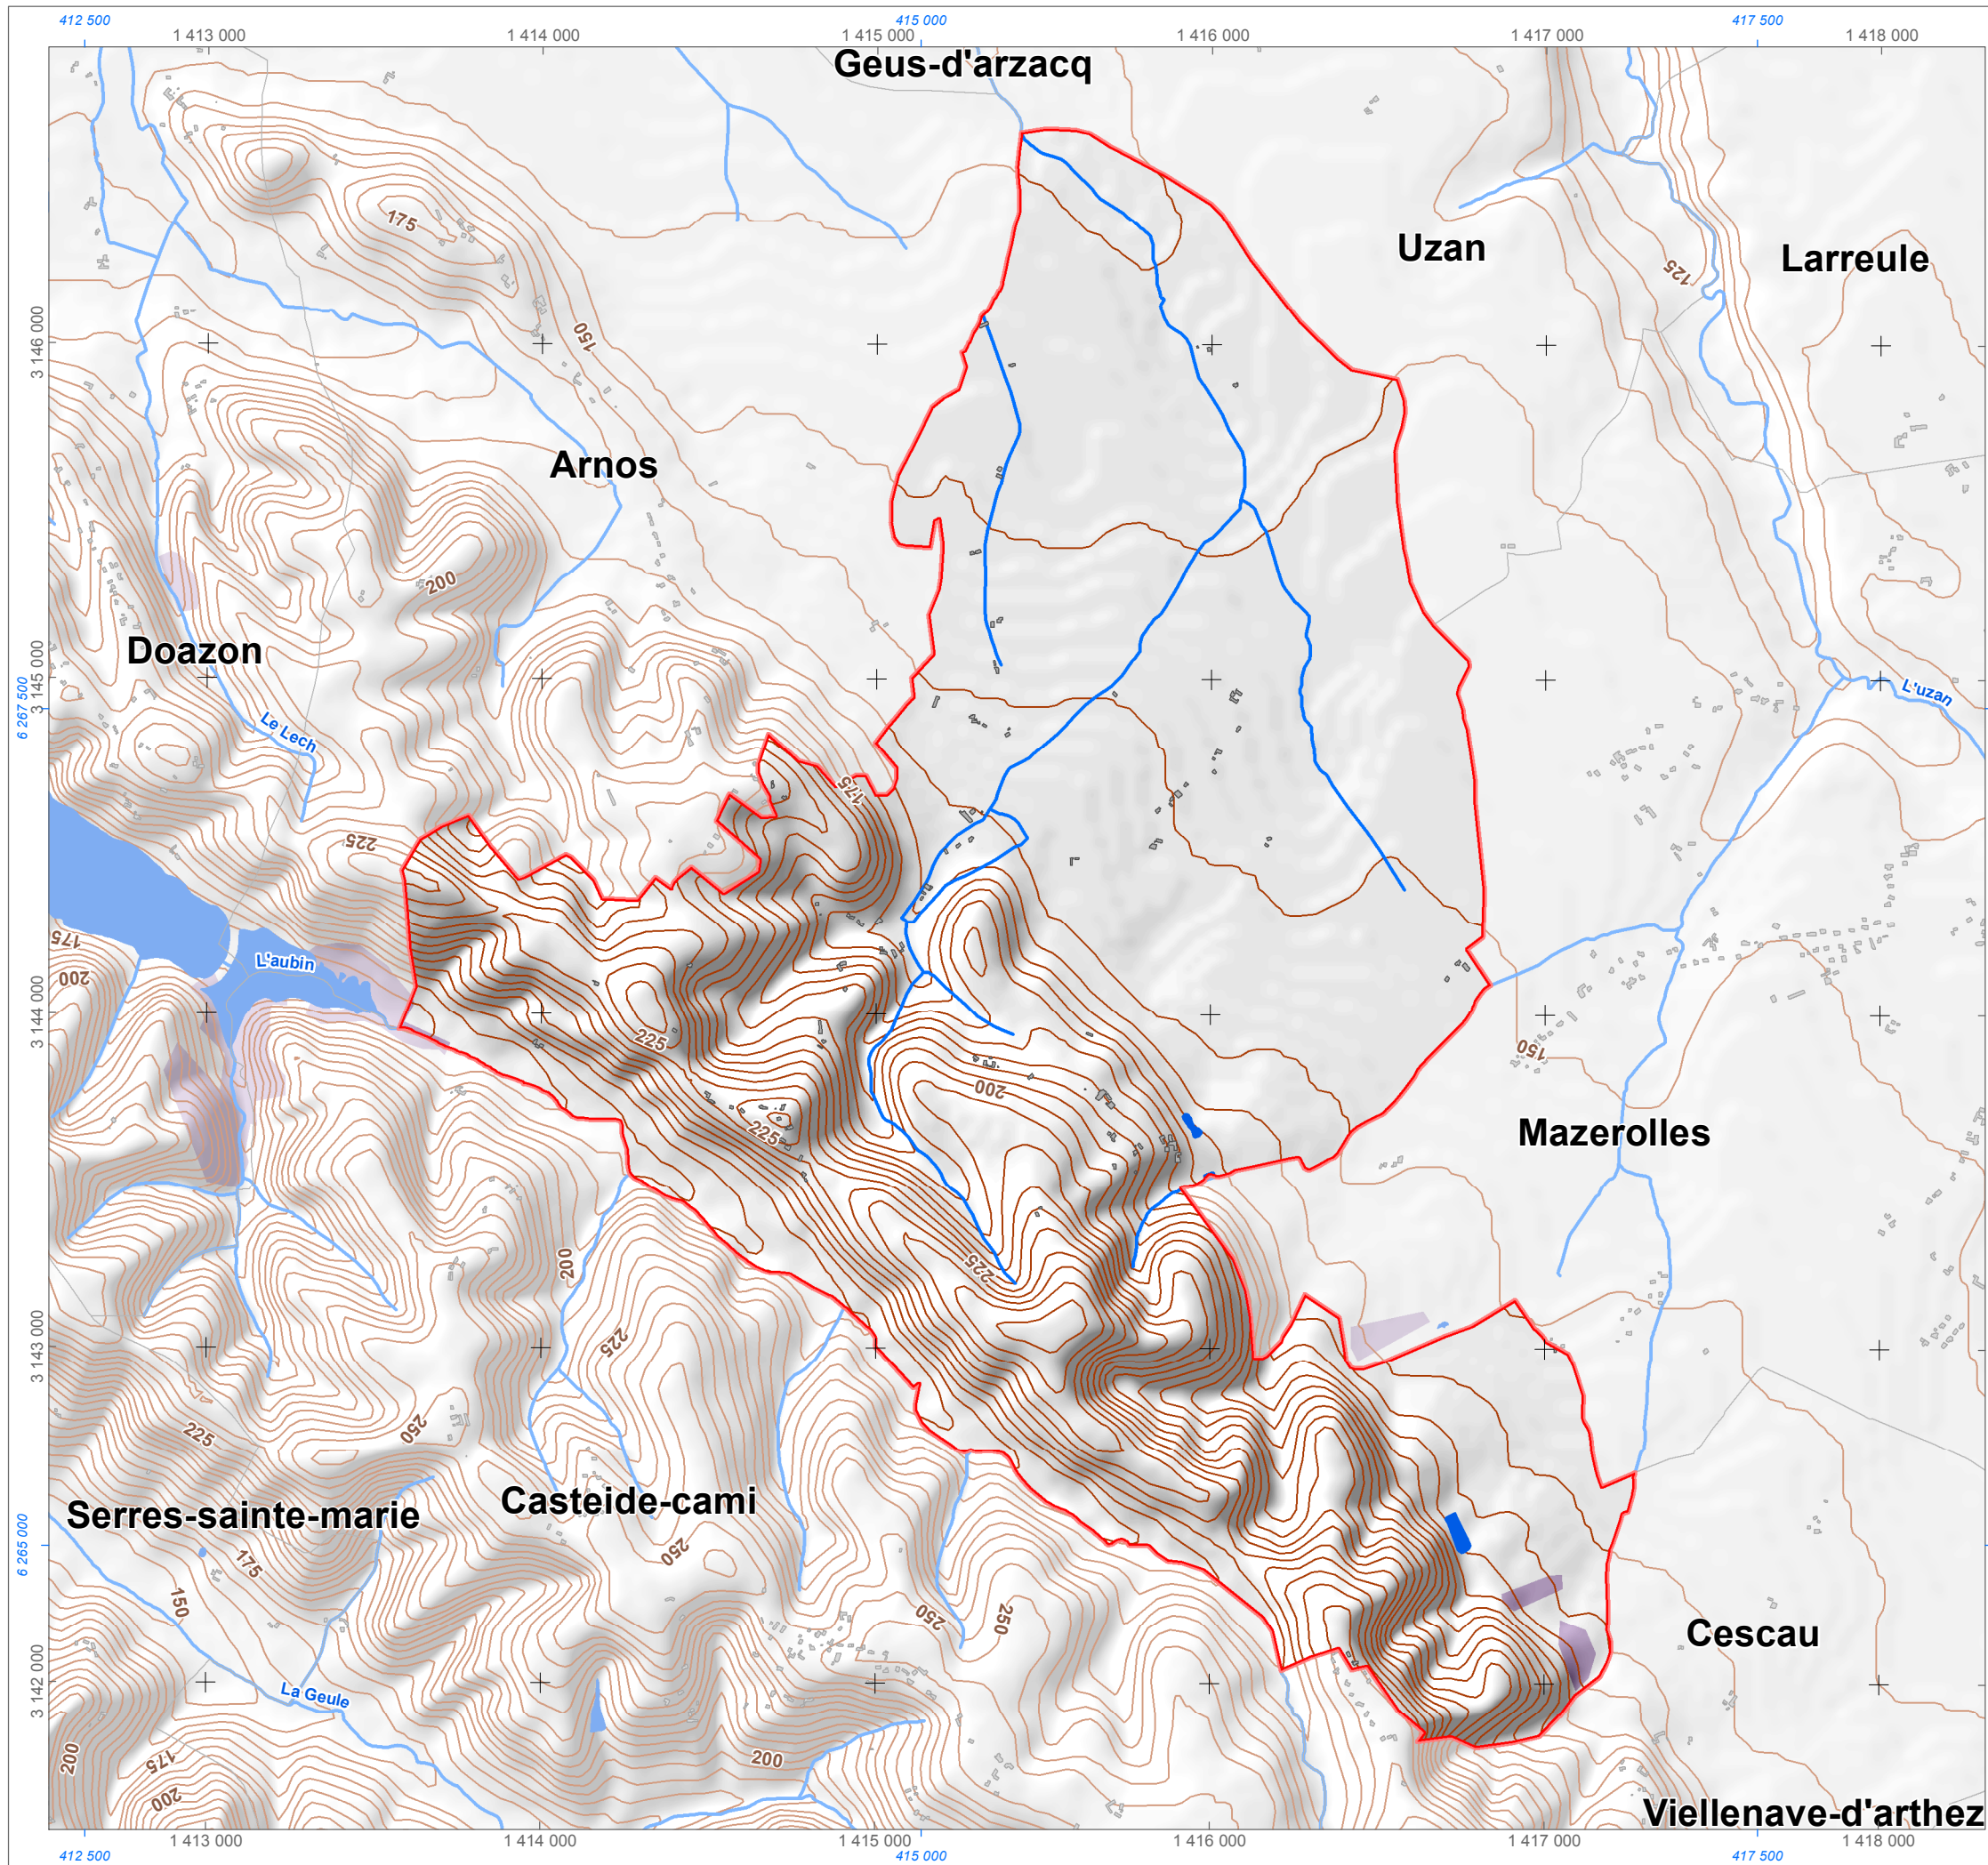 412 500
415 000
417 500
1 413 000
1 414 000
1 415 000
1 416 000
1 417 000
1 418 000
Geus-d'arzacq
175
Uzan
Larreule
125
3 146 000
150
Arnos
200
Doazon
3 145 000
6 267 500
L'uzan
Le Lech
175
225
175
L'aubin
200
3 144 000
225
150
200
225
Mazerolles
200
225
225
3 143 000
250
225
Serres-sainte-marie
Casteide-cami
6 265 000
250
175
150
250
250
Cescau
3 142 000
La Geule
200
175
200
200
Viellenave-d'arthez
1 413 000
1 414 000
1 415 000
1 416 000
1 417 000
1 418 000
412 500
415 000
417 500